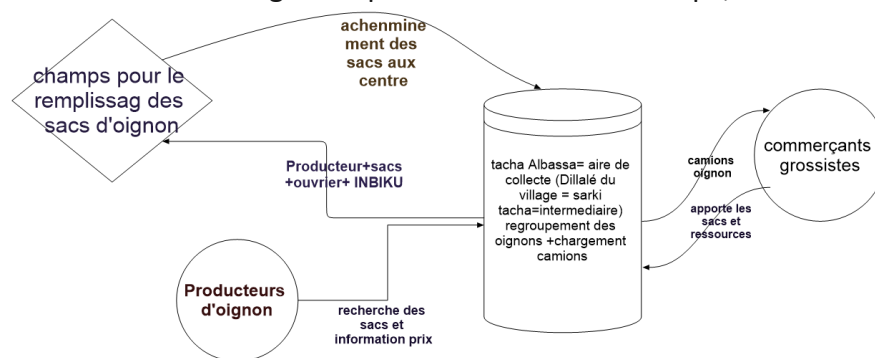 achenmine
ment des
sacs aux
centre
champs pour le
remplissag des
sacs d'oignon
Producteur+sacs
+ouvrier+ INBIKU
tacha Albassa= aire de
collecte (Dillalé du
village = sarki
tacha=intermediaire)
regroupement des
oignons +chargement
camions
camions
oignon
commerçants
grossistes
apporte les
sacs et
ressources
Producteurs
d'oignon
recherche des
sacs et
information prix